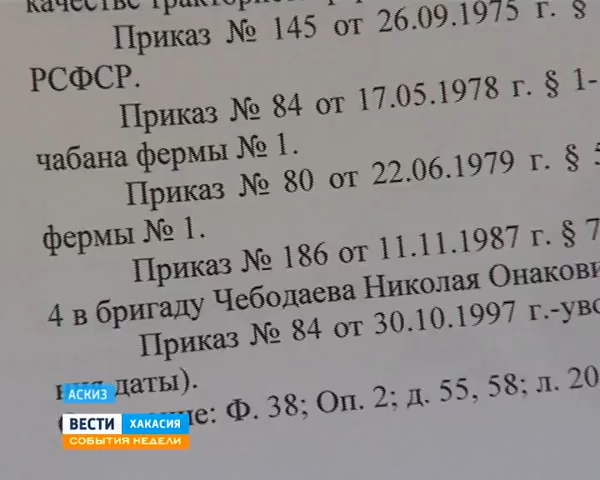 качестве тракторной
Приказ № 145 от 26.09.1975 г. §
РСФСР.
Приказ № 84 от 17.05.1978 г. § 1-
чабана фермы № 1.
Приказ № 80 от 22.06.1979 г. § 5
фермы № 1.
Приказ № 186 от 11.11.1987 г. § 7
4 в бригаду Чебодаева Николая Онакови
Приказ № 84 от 30.10.1997 г.-уво
даты).
Ф. 38; Оп. 2; д. 55, 58; л. 20
АСКИЗ
ВЕСТИ ХАКАСИЯ
СОБЫТИЯ НЕДЕЛИ